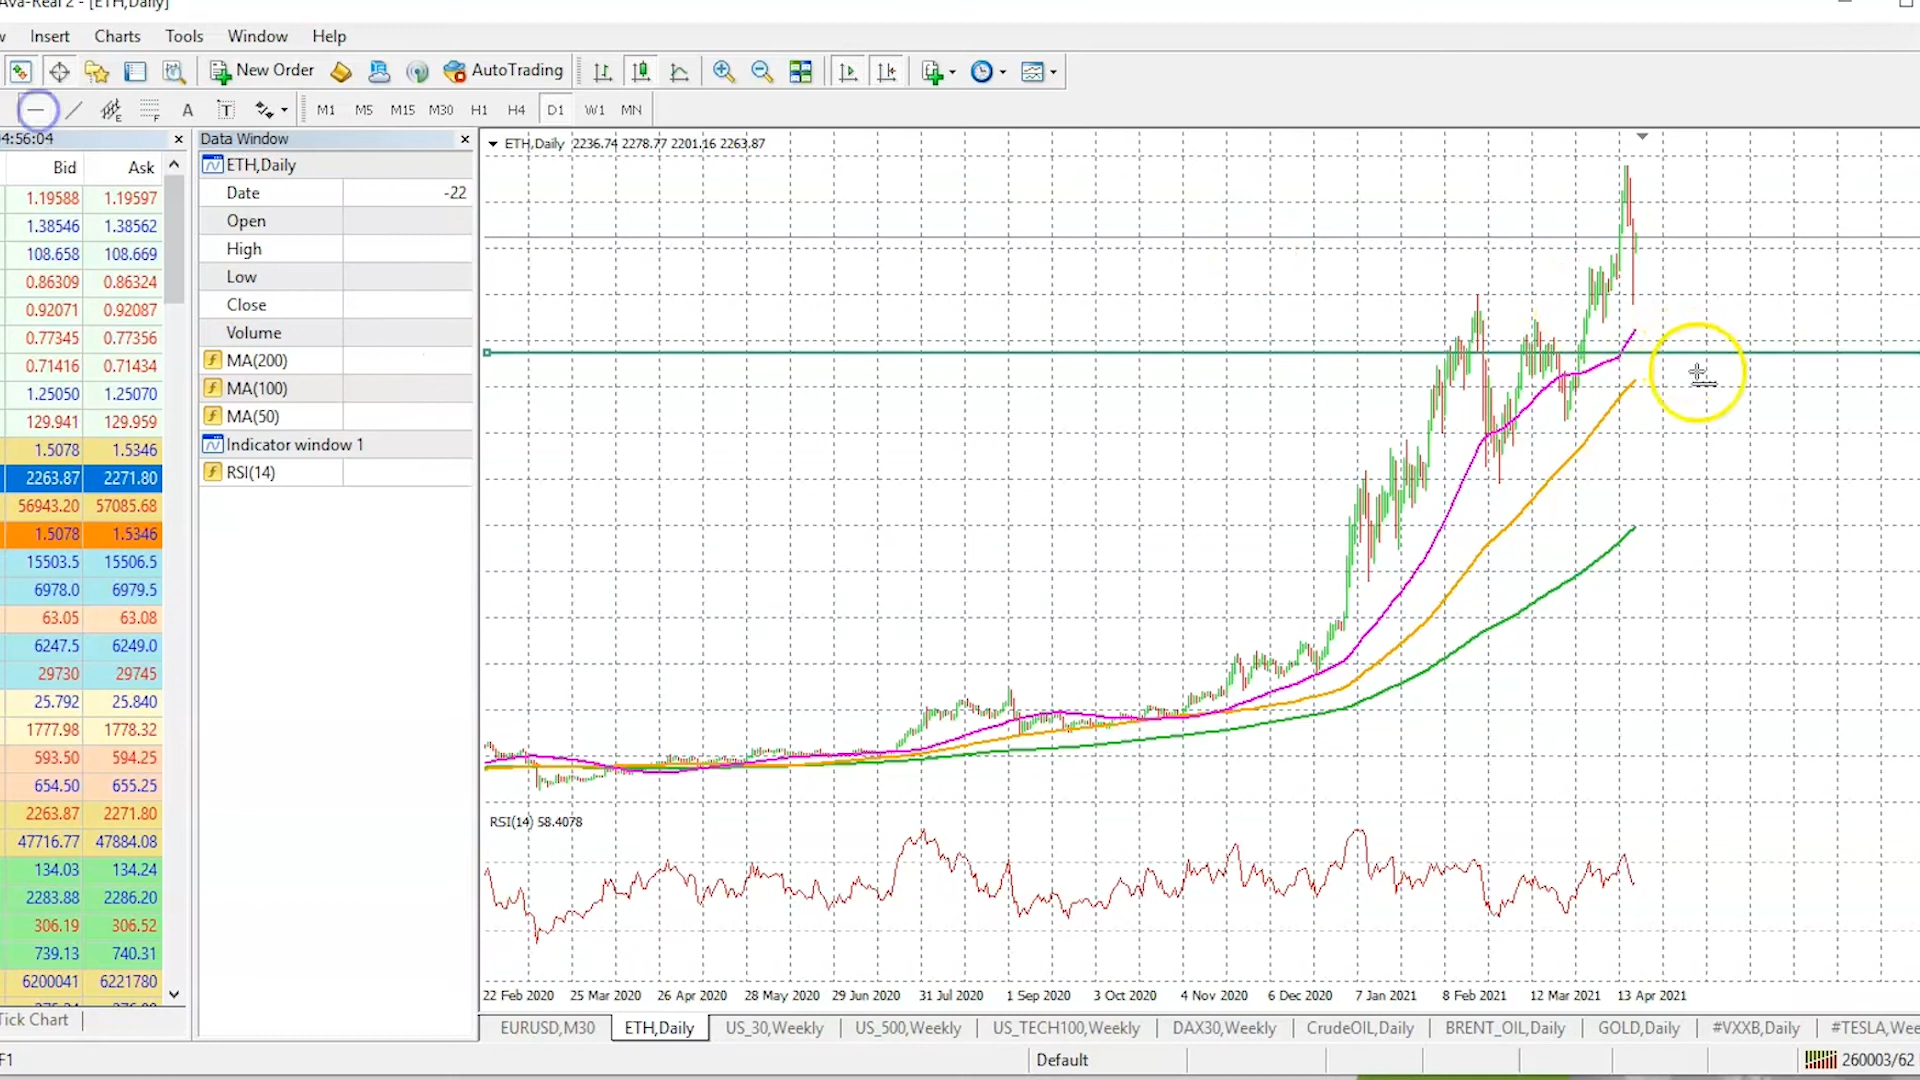 Ava-Real 2 - [ETH,Daily]
Insert Charts Tools Window Help
New Order AutoTrading
E F A T M1 M5 M15 M30 H1 H4 D1 W1 MN
4:56:04 Data Window
Bid Ask
1.19588 1.19597
1.38546 1.38562
108.658 108.669
0.86309 0.86324
0.92071 0.92087
0.77345 0.77356
0.71416 0.71434
1.25050 1.25070
129.941 129.959
1.5078 1.5346
2263.87 2271.80
56943.20 57085.68
1.5078 1.5346
15503.5 15506.5
6978.0 6979.5
63.05 63.08
6247.5 6249.0
29730 29745
25.792 25.840
1777.98 1778.32
593.50 594.25
654.50 655.25
2263.87 2271.80
47716.77 47884.08
134.03 134.24
2283.88 2286.20
306.19 306.52
739.13 740.31
6200041 6221780
Tick Chart
ETH,Daily
Date -22
Open
High
Low
Close
Volume
MA(200)
MA(100)
MA(50)
Indicator window 1
RSI(14)
ETH,Daily 2236.74 2278.77 2201.16 2263.87
RSI(14) 58.4078
22 Feb 2020 25 Mar 2020 26 Apr 2020 28 May 2020 29 Jun 2020 31 Jul 2020 1 Sep 2020 3 Oct 2020 4 Nov 2020 6 Dec 2020 7 Jan 2021 8 Feb 2021 12 Mar 2021 13 Apr 2021
EURUSD,M30 ETH,Daily US_30,Weekly US_500,Weekly US_TECH100,Weekly DAX30,Weekly CrudeOIL,Daily BRENT_OIL,Daily GOLD,Daily #VXXB,Daily #TESLA,Wee
F1 Default 260003/62